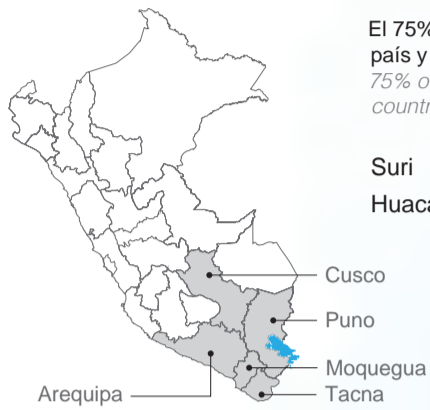 El 75%
país y
75% o
countr
Suri
Huaca
Cusco
Puno
Moquegua
Arequipa
Tacna